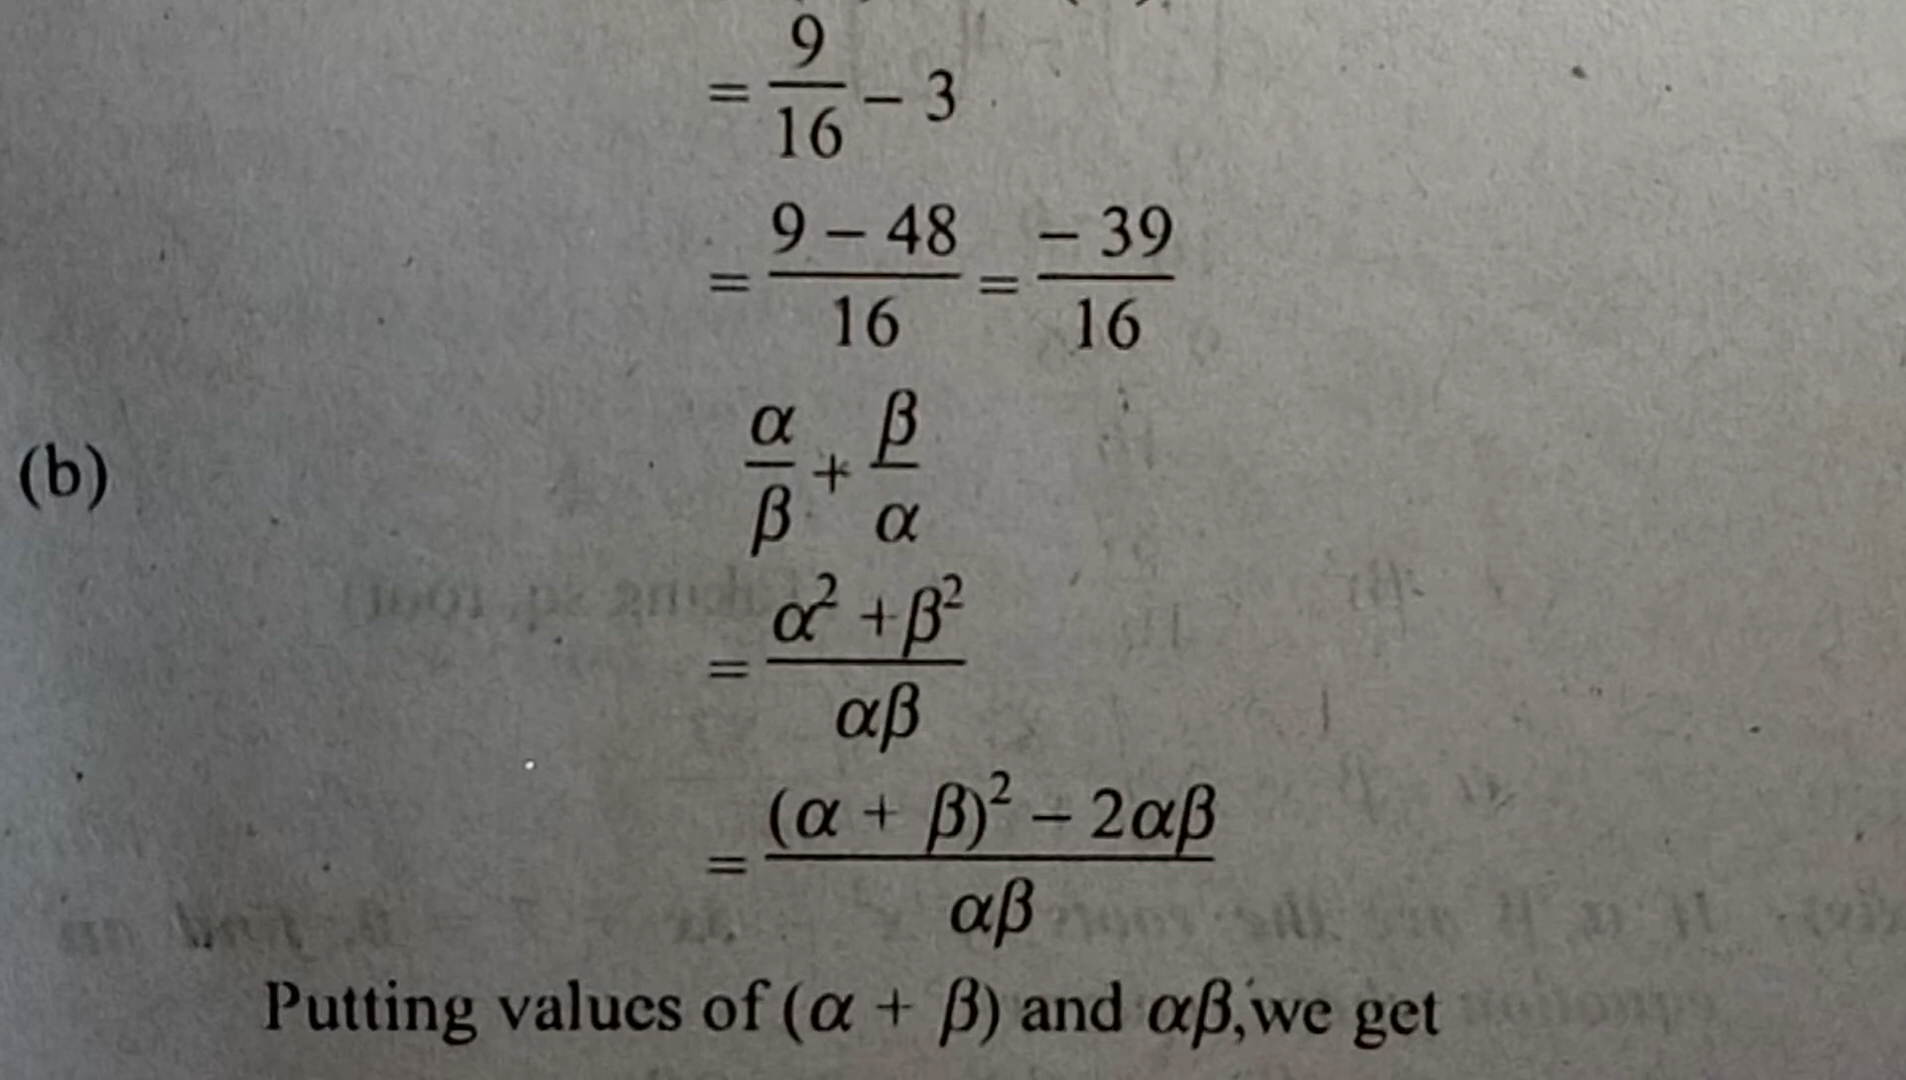 = 9/16 − 3
= (9 − 48)/16 = − 39/16
(b) α/β + β/α
= (α² + β²)/αβ
= ((α + β)² − 2αβ)/αβ
Putting values of (α + β) and αβ, we get